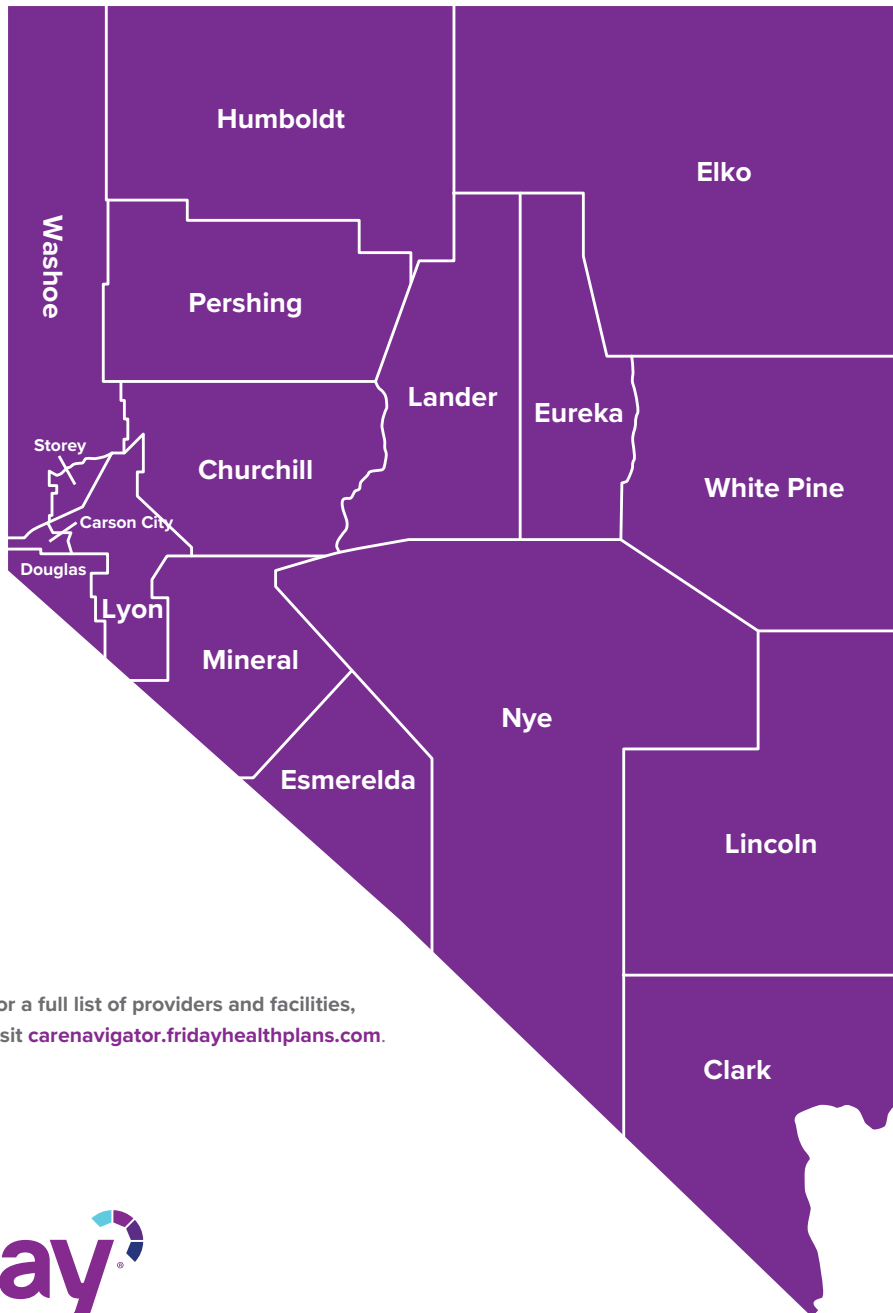 Humboldt
Elko
Washoe
Pershing
Lander
Eureka
Storey
Churchill
White Pine
Carson City
Douglas
Lyon
Mineral
Nye
Esmerelda
Lincoln
or a full list of providers and facilities,
sit carenavigator.fridayhealthplans.com.
Clark
ay®